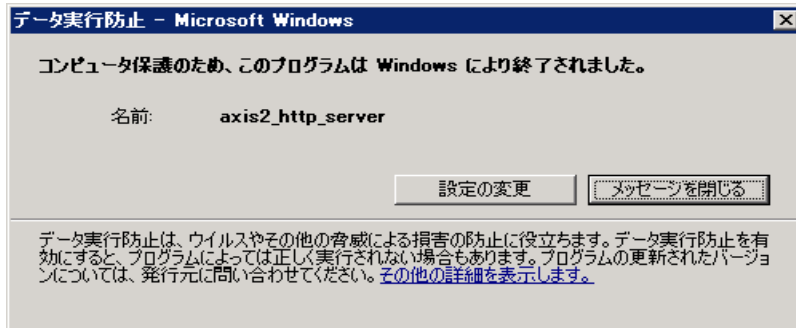 データ実行防止 - Microsoft Windows
コンピュータ保護のため、このプログラムは Windows により終了されました。
名前: axis2_http_server
設定の変更 メッセージを閉じる
データ実行防止は、ウイルスやその他の脅威による損害の防止に役立ちます。データ実行防止を有
効にすると、プログラムによっては正しく実行されない場合もあります。プログラムの更新されたバージョ
ンについては、発行元に問い合わせてください。その他の詳細を表示します。